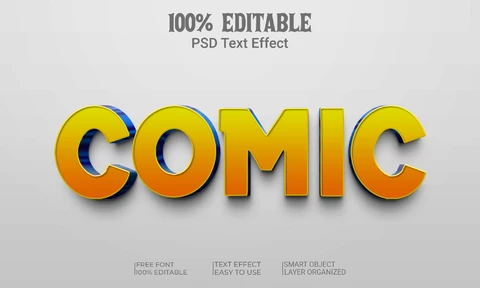 100% EDITABLE
PSD Text Effect
COMIC
FREE FONT
100% EDITABLE
TEXT EFFECT
EASY TO USE
SMART OBJECT
LAYER ORGANIZED